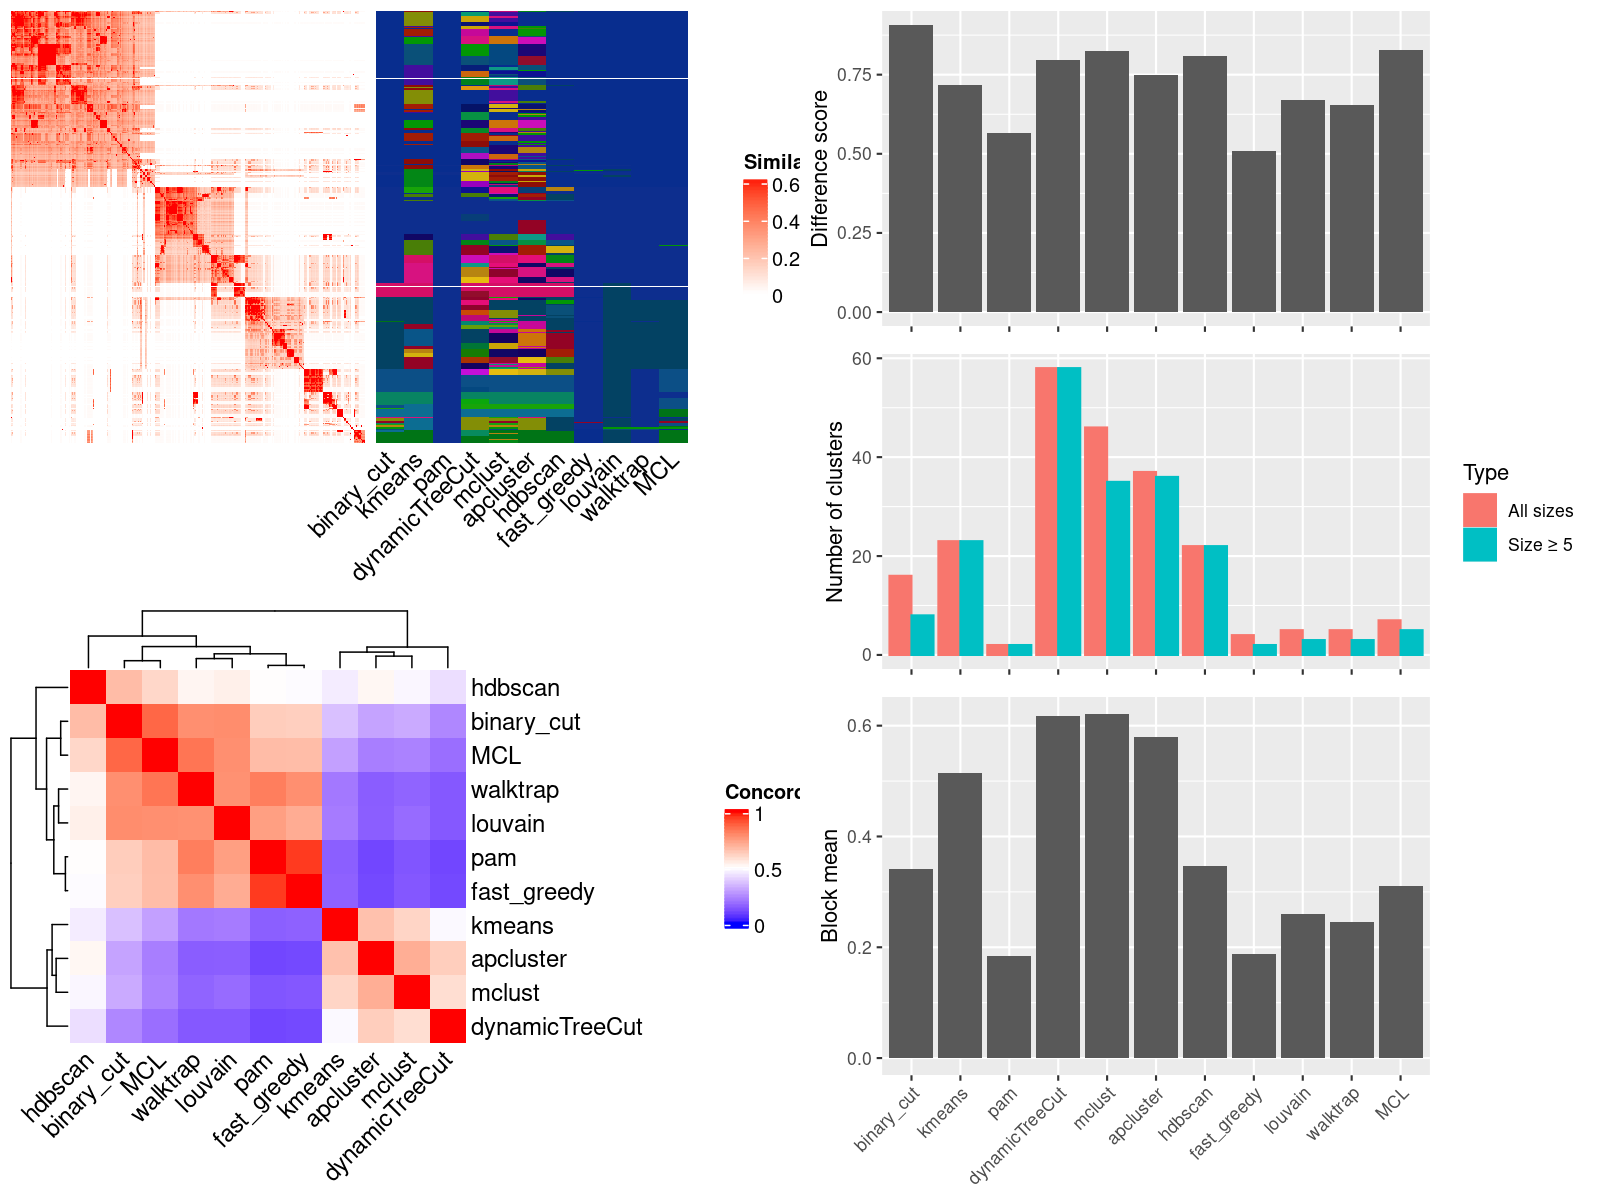 Simila
0.6
0.4
0.2
0
binary_cut
kmeans
pam
dynamicTreeCut
mclust
apcluster
hdbscan
fast_greedy
louvain
walktrap
MCL
Difference score
0.75
0.50
0.25
0.00
Number of clusters
60
40
20
0
Type
All sizes
Size ≥ 5
hdbscan
binary_cut
MCL
walktrap
louvain
pam
fast_greedy
kmeans
apcluster
mclust
dynamicTreeCut
hdbscan
binary_cut
MCL
walktrap
louvain
pam
fast_greedy
kmeans
apcluster
mclust
dynamicTreeCut
Concord
1
0.5
0
Block mean
0.6
0.4
0.2
0.0
binary_cut
kmeans
pam
dynamicTreeCut
mclust
apcluster
hdbscan
fast_greedy
louvain
walktrap
MCL